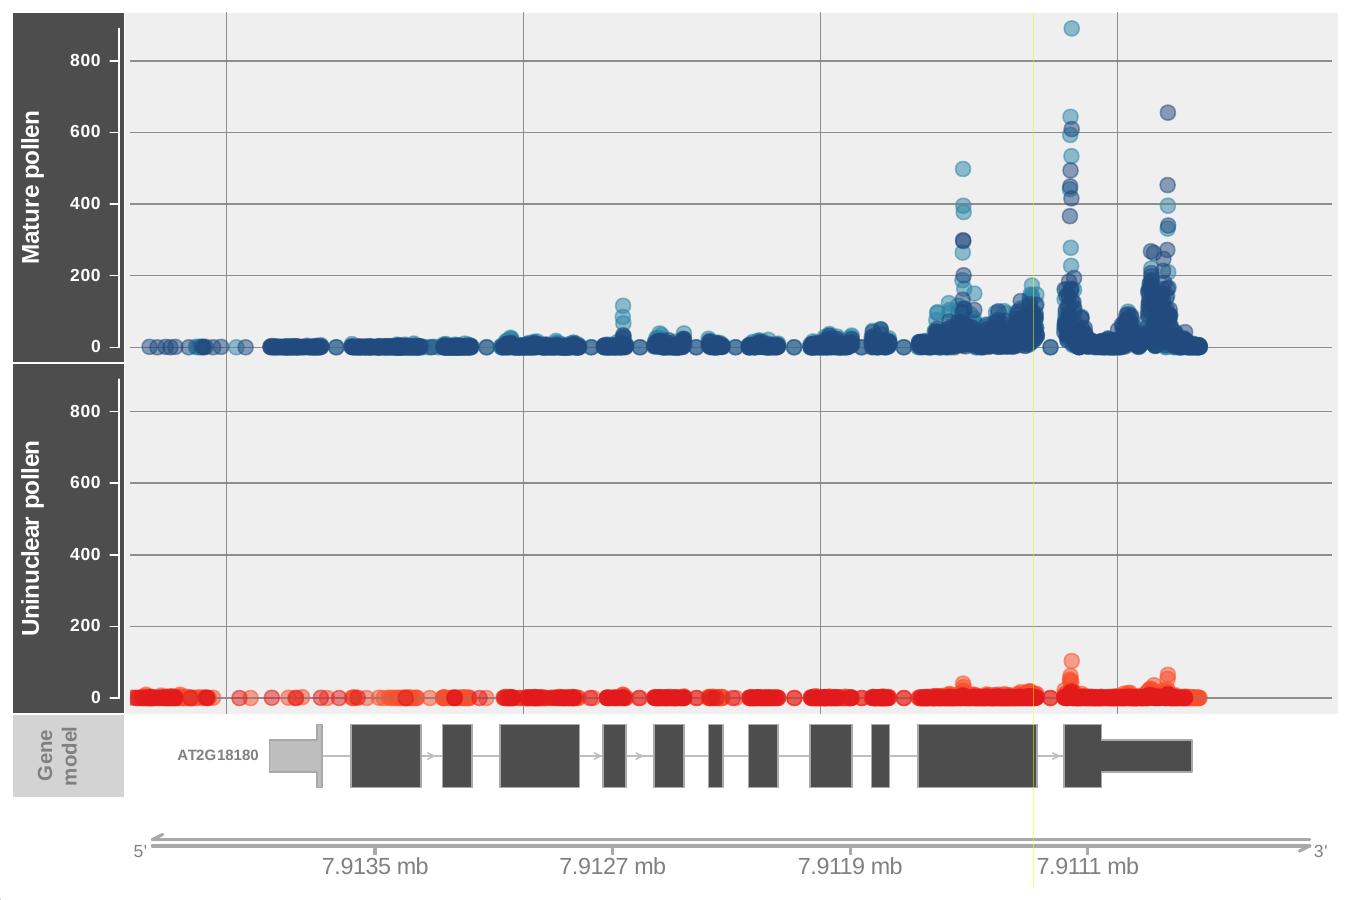 Mature pollen
800
600
400
200
0
Uninuclear pollen
800
600
400
200
0
Gene
model
AT2G18180
5'
3'
7.9135 mb
7.9127 mb
7.9119 mb
7.9111 mb